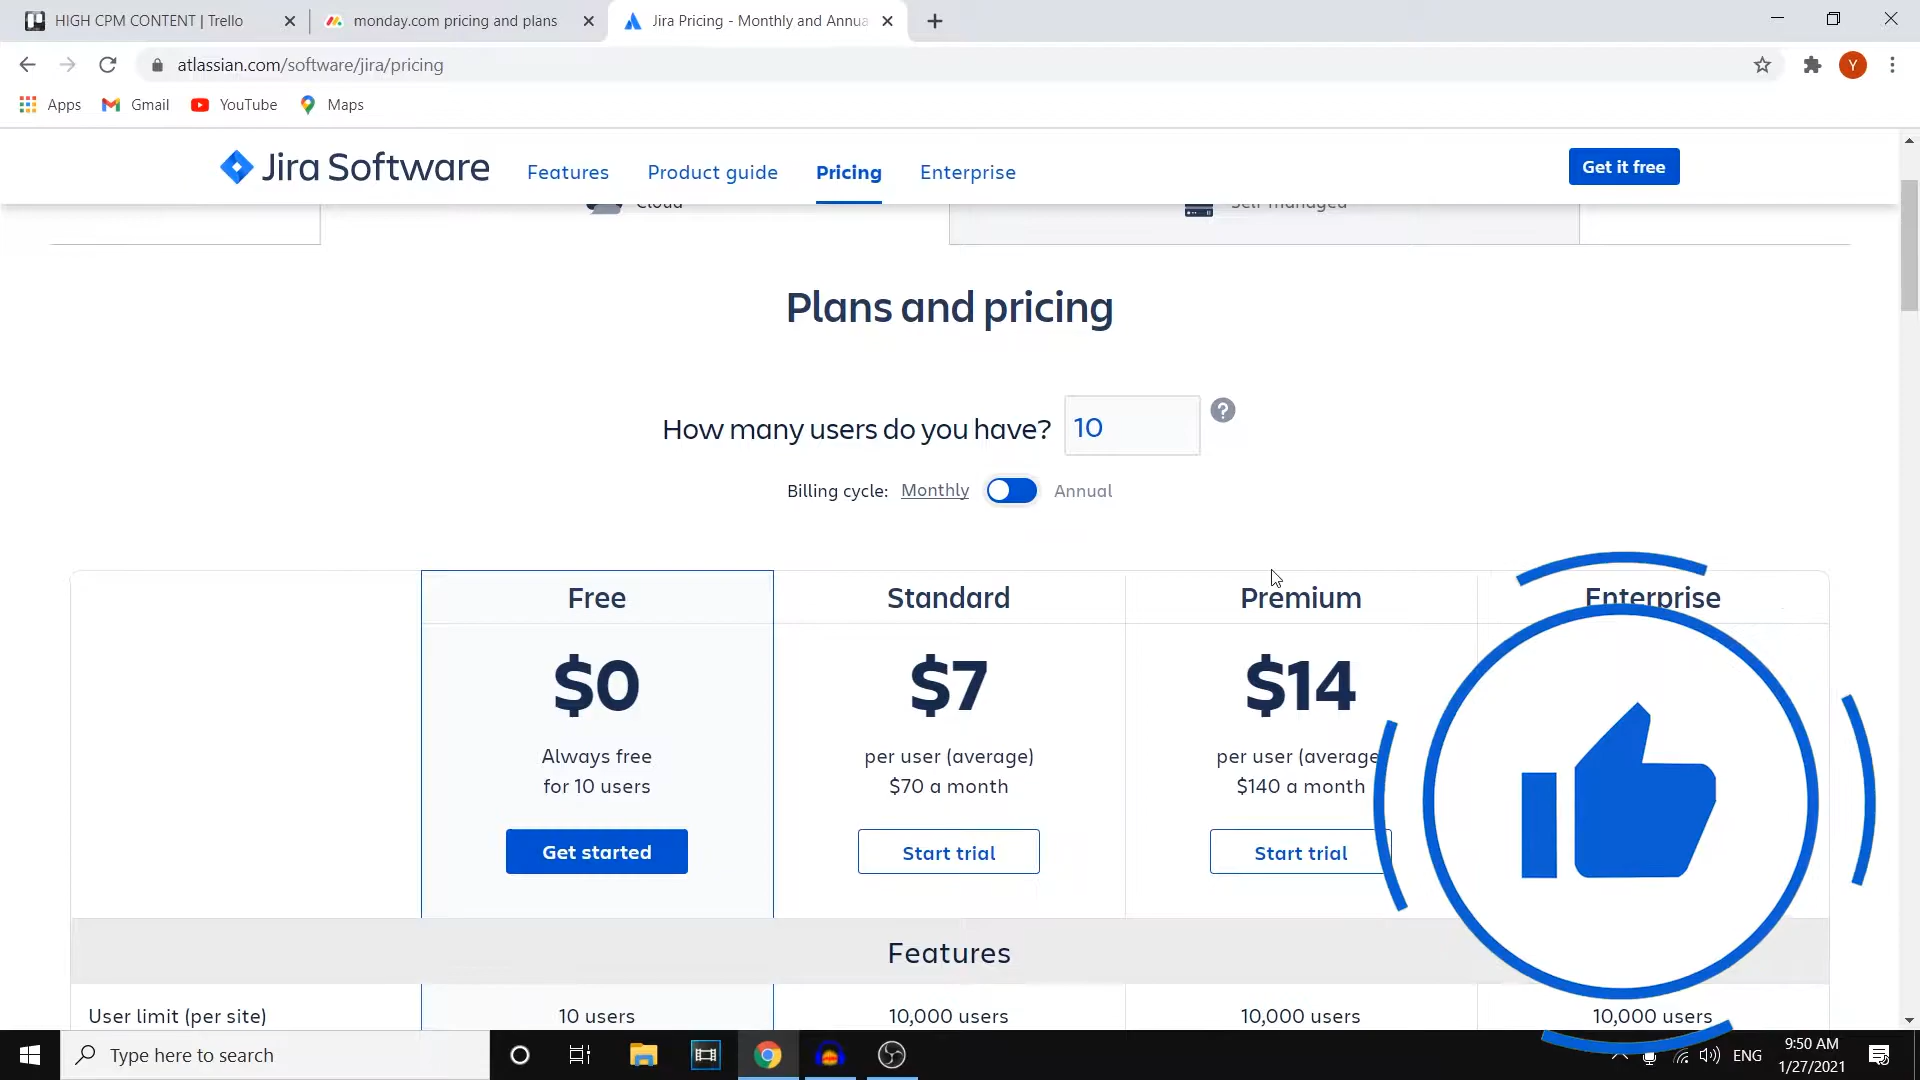 HIGH CPM CONTENT | Trello
monday.com pricing and plans
Jira Pricing - Monthly and Annua
atlassian.com/software/jira/pricing
Y
Apps
Gmail
YouTube
Maps
Jira Software
Features
Product guide
Pricing
Enterprise
Get it free
Cloud
Self-managed
Plans and pricing
How many users do you have? 10 ?
Billing cycle: Monthly Annual
Free
Standard
Premium
Enterprise
$0
$7
$14
Always free
for 10 users
per user (average)
$70 a month
per user (average
$140 a month
Get started
Start trial
Start trial
Features
User limit (per site)
10 users
10,000 users
10,000 users
10,000 users
Type here to search
ENG
9:50 AM
1/27/2021